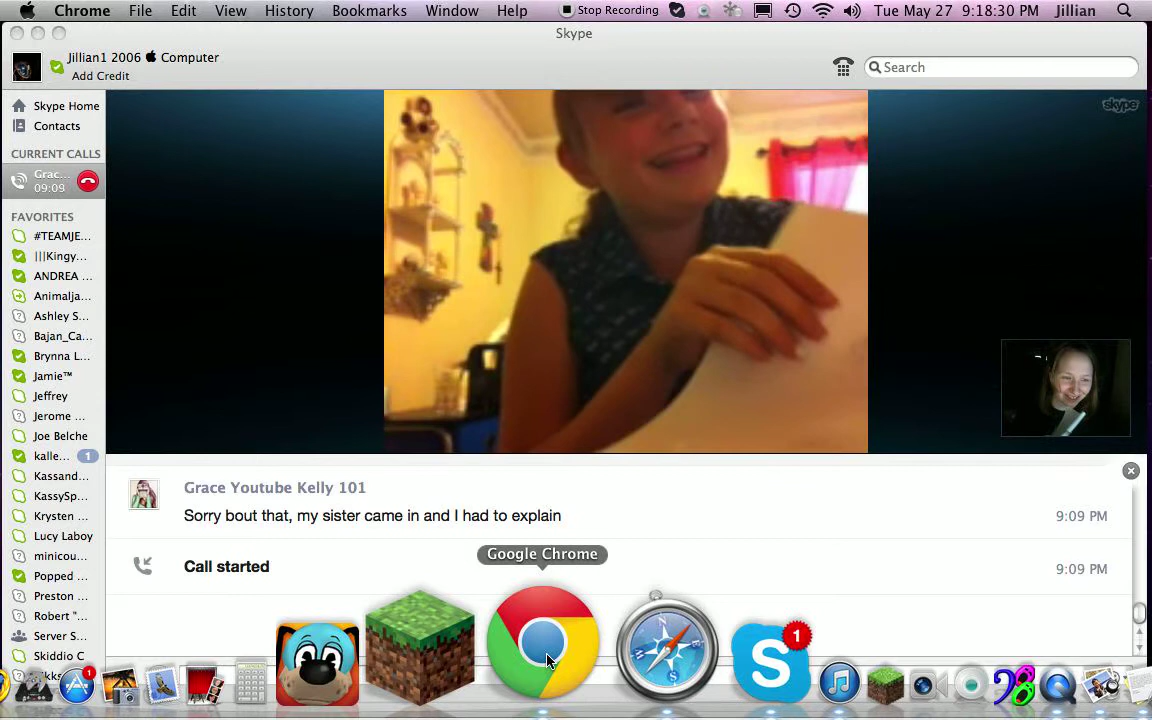 Chrome File Edit View History Bookmarks Window Help Stop Recording Tue May 27 9:18:30 PM Jillian
Skype
Jillian1 2006 Computer
Add Credit
Search
Skype Home
Contacts
CURRENT CALLS
Grac...
09:09
FAVORITES
#TEAMJE...
|||Kingy...
ANDREA ...
Animalja...
Ashley S...
Bajan_Ca...
Brynna L...
Jamie™
Jeffrey
Jerome ...
Joe Belche
kalle... 1
Kassand...
KassySp...
Krysten ...
Lucy Laboy
minicou...
Popped ...
Preston ...
Robert "...
Server S...
Skiddio C
skype
Grace Youtube Kelly 101
Sorry bout that, my sister came in and I had to explain 9:09 PM
Call started 9:09 PM
Google Chrome
1
1